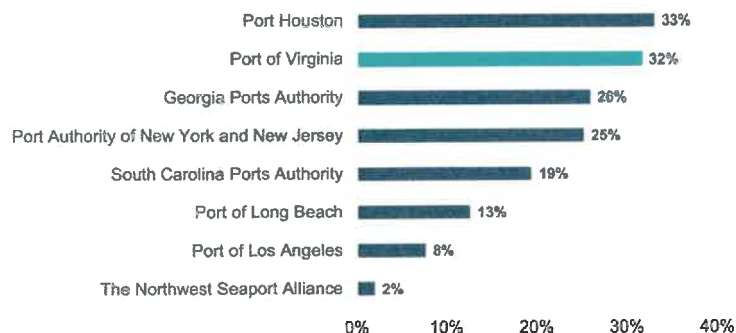 Port Houston 33%
Port of Virginia 32%
Georgia Ports Authority 26%
Port Authority of New York and New Jersey 25%
South Carolina Ports Authority 19%
Port of Long Beach 13%
Port of Los Angeles 8%
The Northwest Seaport Alliance 2%
0% 10% 20% 30% 40%